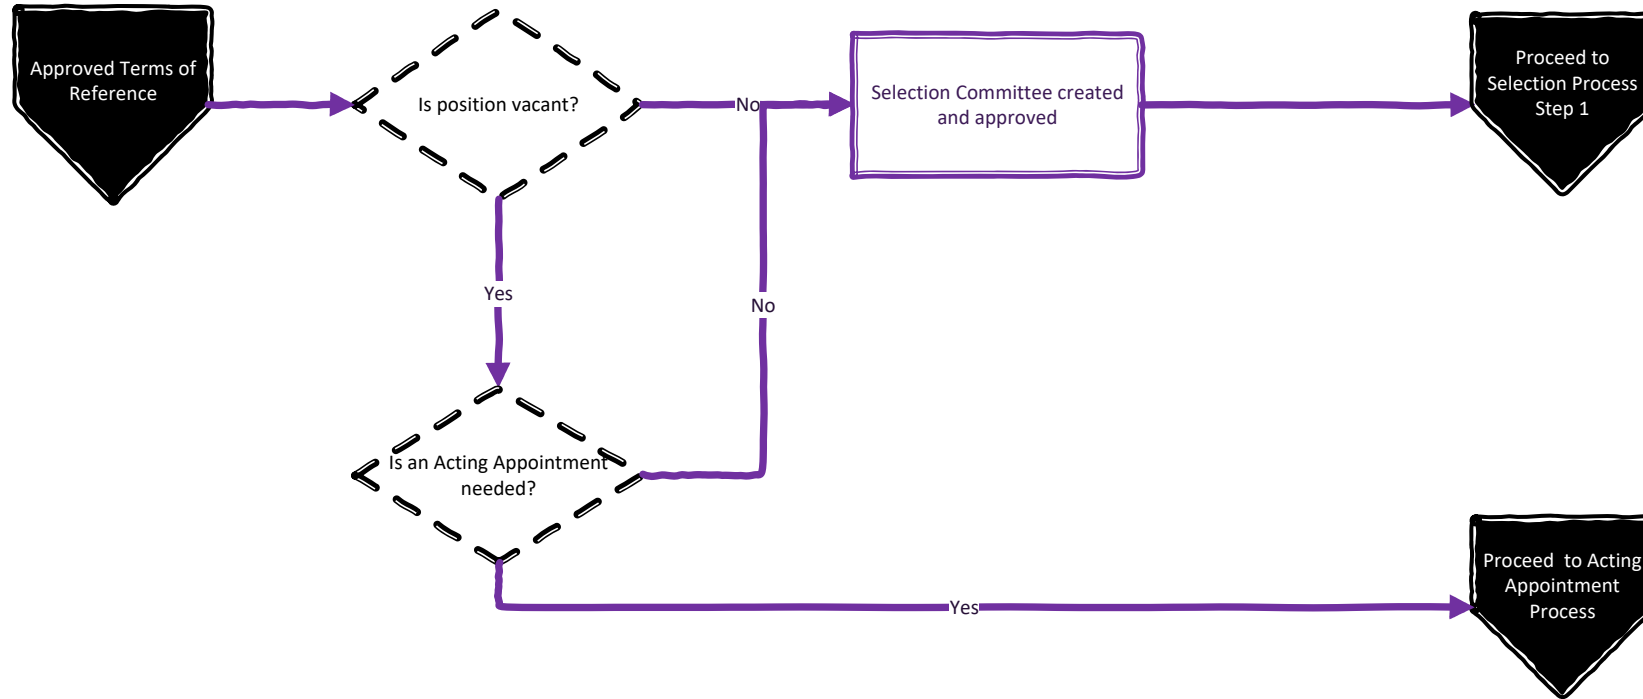 Approved Terms of
Reference
Is position vacant?
No
Selection Committee created
and approved
Proceed to
Selection Process
Step 1
Yes
No
Is an Acting Appointment
needed?
Yes
Proceed  to Acting
Appointment
Process